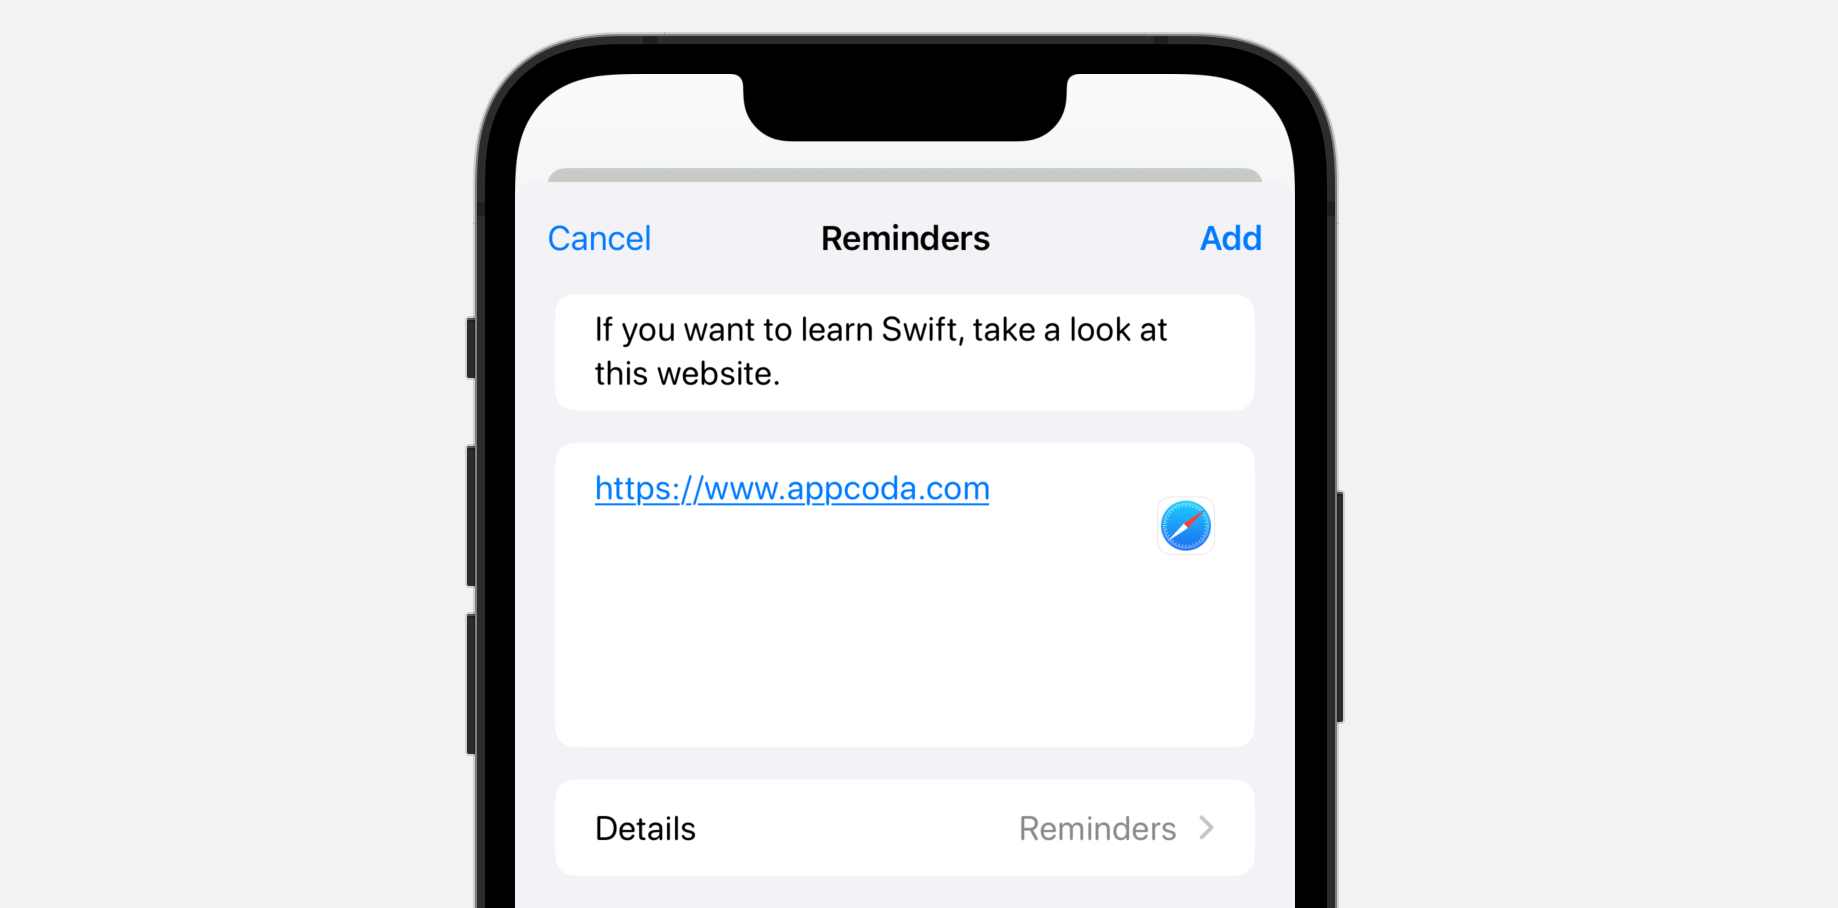 Cancel Reminders Add
If you want to learn Swift, take a look at
this website.
https://www.appcoda.com
Details Reminders